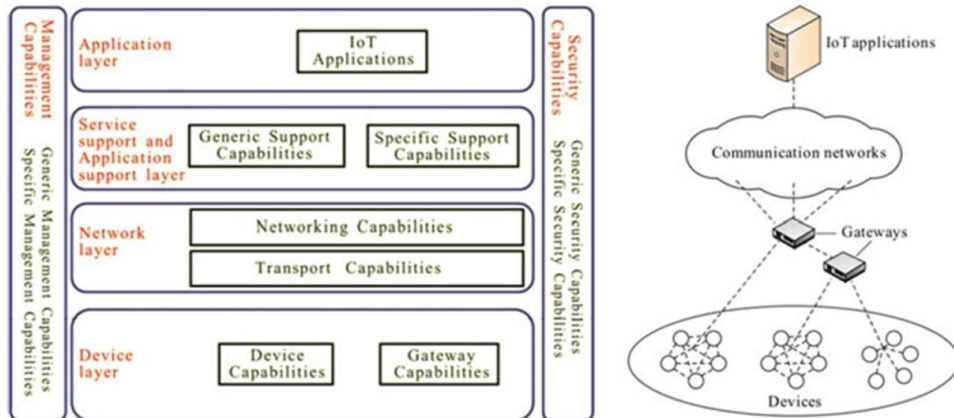 Management
Capabilities
Generic Management Capabilities
Specific Management Capabilities
Application
layer
IoT
Applications
Service
support and
Application
support layer
Generic Support
Capabilities
Specific Support
Capabilities
Network
layer
Networking Capabilities
Transport Capabilities
Device
layer
Device
Capabilities
Gateway
Capabilities
Security
Capabilities
Generic Security Capabilities
Specific Security Capabilities
IoT applications
Communication networks
Gateways
Devices